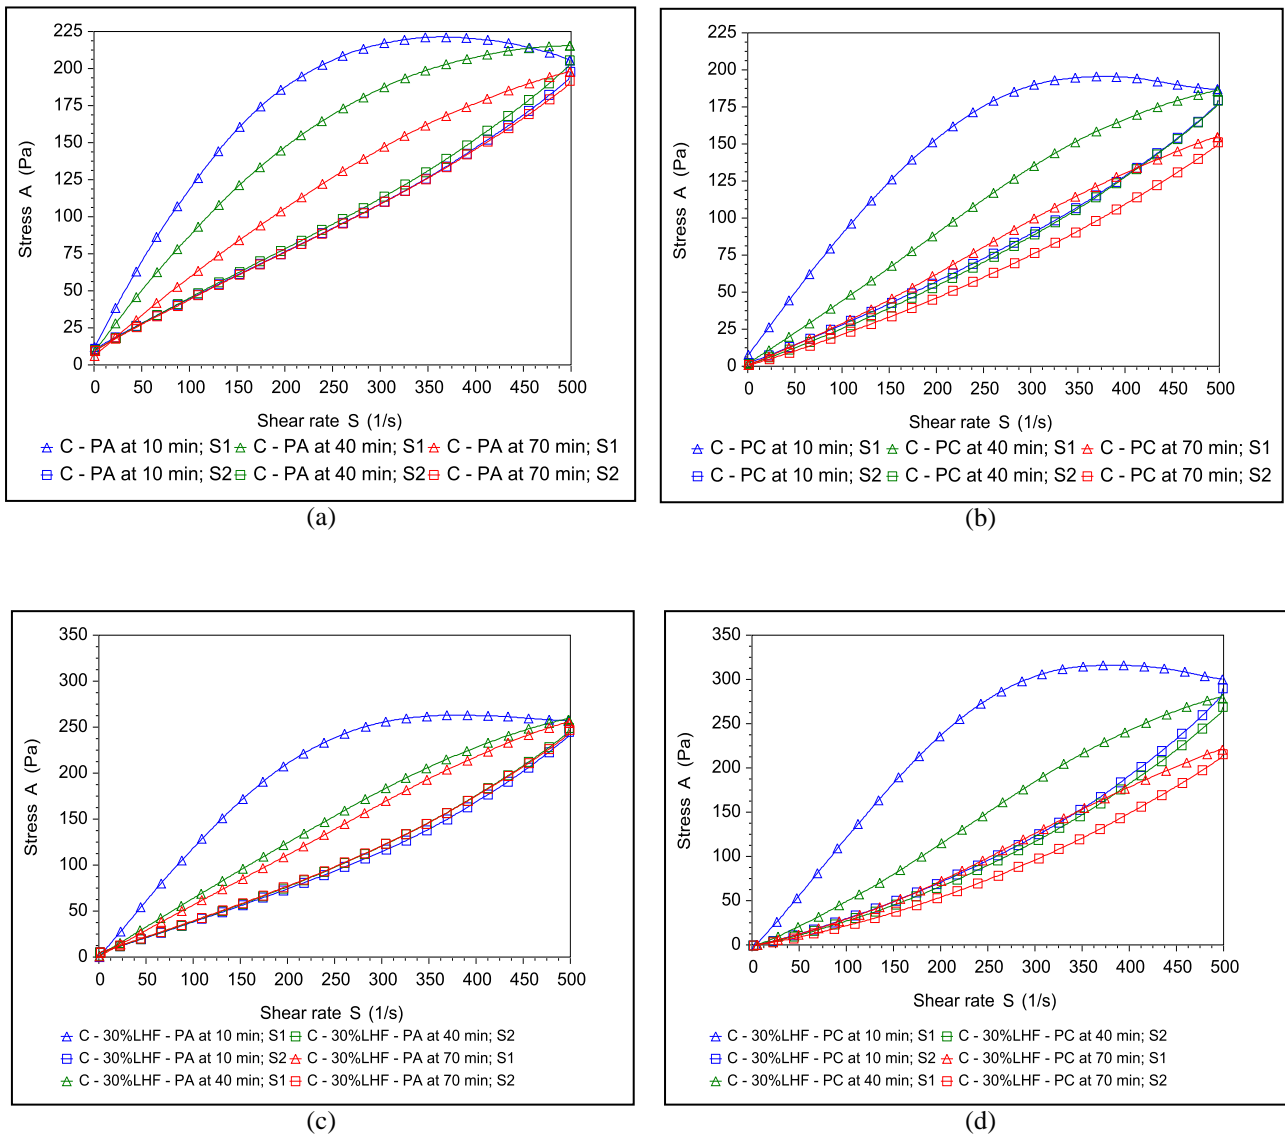 225
200
175
150
125
100
75
50
25
0
Stress A (Pa)
0 50 100 150 200 250 300 350 400 450 500
Shear rate S (1/s)
C - PA at 10 min; S1 C - PA at 40 min; S1 C - PA at 70 min; S1
C - PA at 10 min; S2 C - PA at 40 min; S2 C - PA at 70 min; S2
(a)
225
200
175
150
125
100
75
50
25
0
Stress A (Pa)
0 50 100 150 200 250 300 350 400 450 500
Shear rate S (1/s)
C - PC at 10 min; S1 C - PC at 40 min; S1 C - PC at 70 min; S1
C - PC at 10 min; S2 C - PC at 40 min; S2 C - PC at 70 min; S2
(b)
350
300
250
200
150
100
50
0
Stress A (Pa)
0 50 100 150 200 250 300 350 400 450 500
Shear rate S (1/s)
C - 30%LHF - PA at 10 min; S1 C - 30%LHF - PA at 40 min; S2
C - 30%LHF - PA at 10 min; S2 C - 30%LHF - PA at 70 min; S1
C - 30%LHF - PA at 40 min; S1 C - 30%LHF - PA at 70 min; S2
(c)
350
300
250
200
150
100
50
0
Stress A (Pa)
0 50 100 150 200 250 300 350 400 450 500
Shear rate S (1/s)
C - 30%LHF - PC at 10 min; S1 C - 30%LHF - PC at 40 min; S2
C - 30%LHF - PC at 10 min; S2 C - 30%LHF - PC at 70 min; S1
C - 30%LHF - PC at 40 min; S1 C - 30%LHF - PC at 70 min; S2
(d)